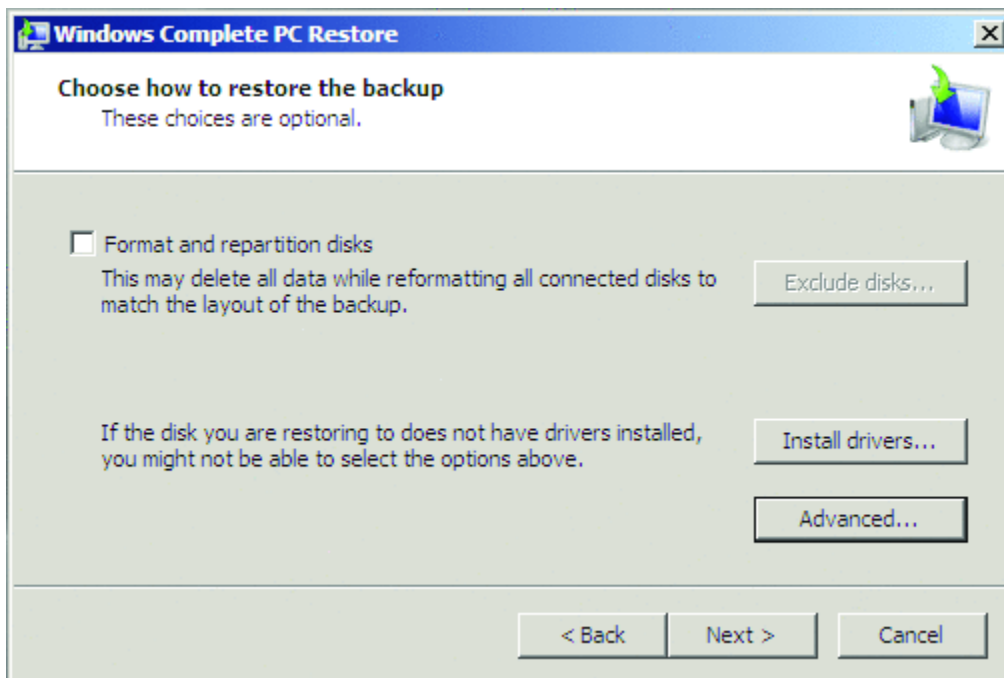 Windows Complete PC Restore
Choose how to restore the backup
These choices are optional.
Format and repartition disks
This may delete all data while reformatting all connected disks to
match the layout of the backup.
Exclude disks...
If the disk you are restoring to does not have drivers installed,
you might not be able to select the options above.
Install drivers...
Advanced...
< Back
Next >
Cancel